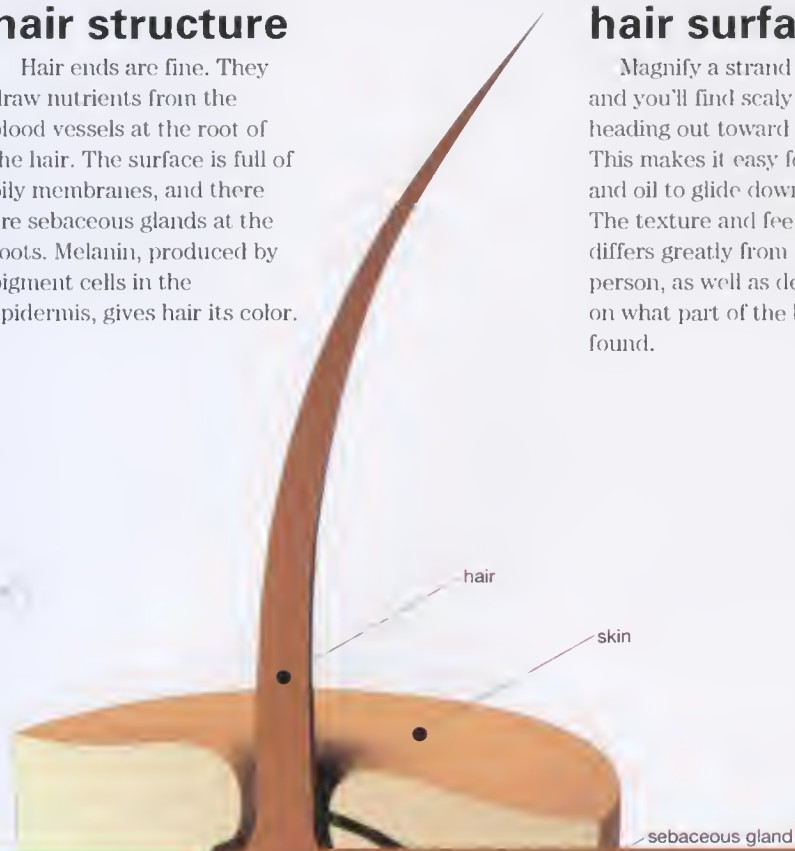 hair structure
Hair ends are fine. They
draw nutrients from the
blood vessels at the root of
the hair. The surface is full of
oily membranes, and there
are sebaceous glands at the
roots. Melanin, produced by
pigment cells in the
epidermis, gives hair its color.
hair surfa
Magnify a strand
and you'll find scaly
heading out toward
This makes it easy fo
and oil to glide down
The texture and fee
differs greatly from
person, as well as de
on what part of the
found.
hair
skin
sebaceous gland